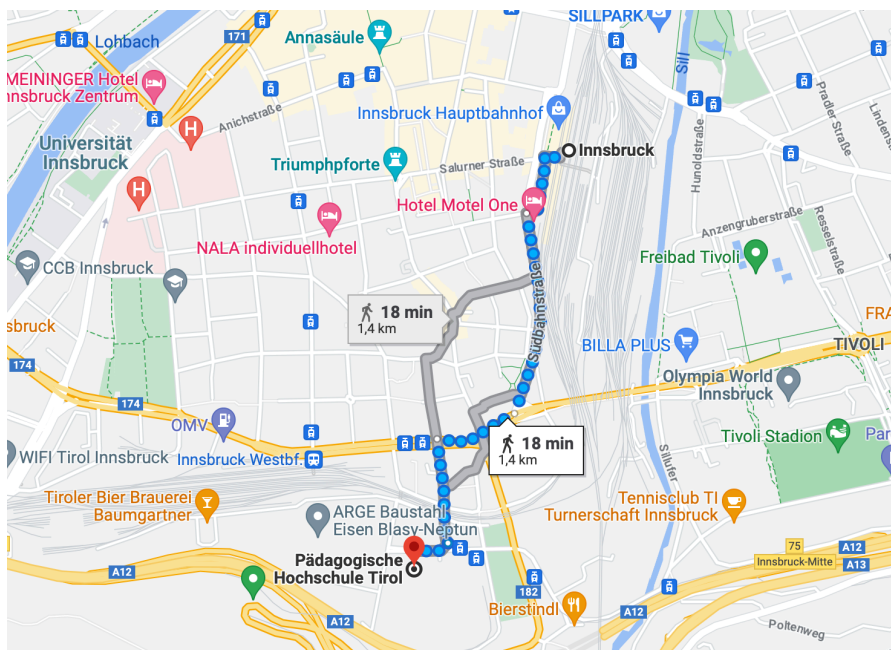 SILLPARK
Lohbach
171
Annasäule
Sill
MEININGER Hotel
nnsbruck Zentrum
Pradler Straße
Linden
Anichstraße
Innsbruck Hauptbahnhof
H
Universität
Innsbruck
Hunoldstraße
Innsbruck
Triumphpforte
Salurner Straße
H
Hotel Motel One
Anzengruberstraße
Resselstraße
NALA individuellhotel
Freibad Tivoli
CCB Innsbruck
Südbahnstraße
18 min
1,4 km
FRA
sbruck
BILLA PLUS
TIVOLI
174
Olympia World
Innsbruck
174
OMV
Tivoli Stadion
Par
18 min
1,4 km
WIFI Tirol Innsbruck
Innsbruck Westbf.
Sillufer
Tiroler Bier Brauerei
Baumgartner
Tennisclub TI
Turnerschaft Innsbruck
ARGE Baustahl
Eisen Blasy-Neptun
75
Innsbruck-Mitte
A12
A13
Pädagogische
Hochschule Tirol
A12
182
Bierstindl
A12
A12
Poltenweg